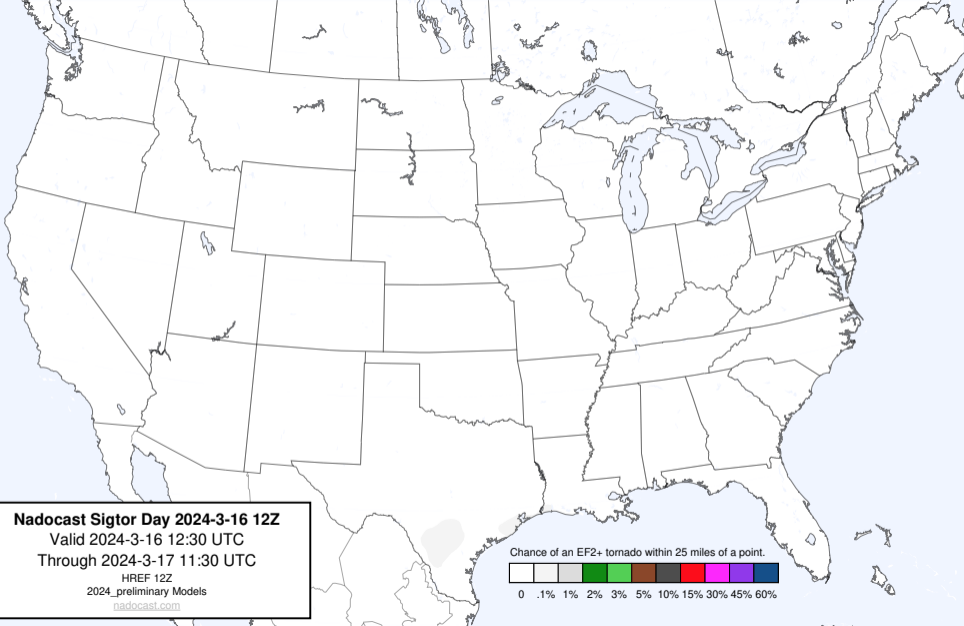 Nadocast Sigtor Day 2024-3-16 12Z
Valid 2024-3-16 12:30 UTC
Through 2024-3-17 11:30 UTC
HREF 12Z
2024_preliminary Models
nadocast.com
Chance of an EF2+ tornado within 25 miles of a point.
0 .1% 1% 2% 3% 5% 10% 15% 30% 45% 60%